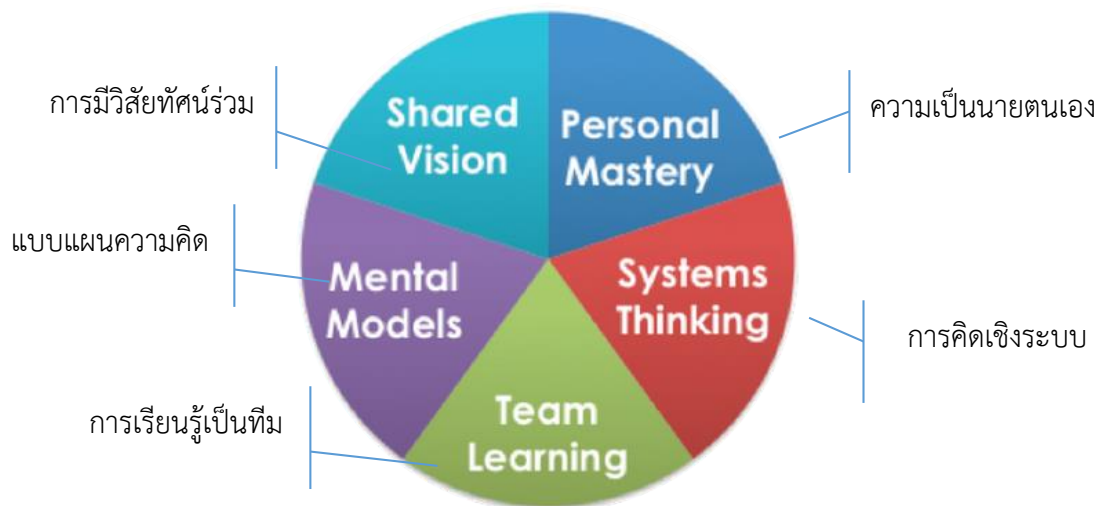 การมีวิสัยทัศน์ร่วม
Shared
Vision
Personal
Mastery
ความเป็นนายตนเอง
แบบแผนความคิด
Mental
Models
Systems
Thinking
การคิดเชิงระบบ
การเรียนรู้เป็นทีม
Team
Learning